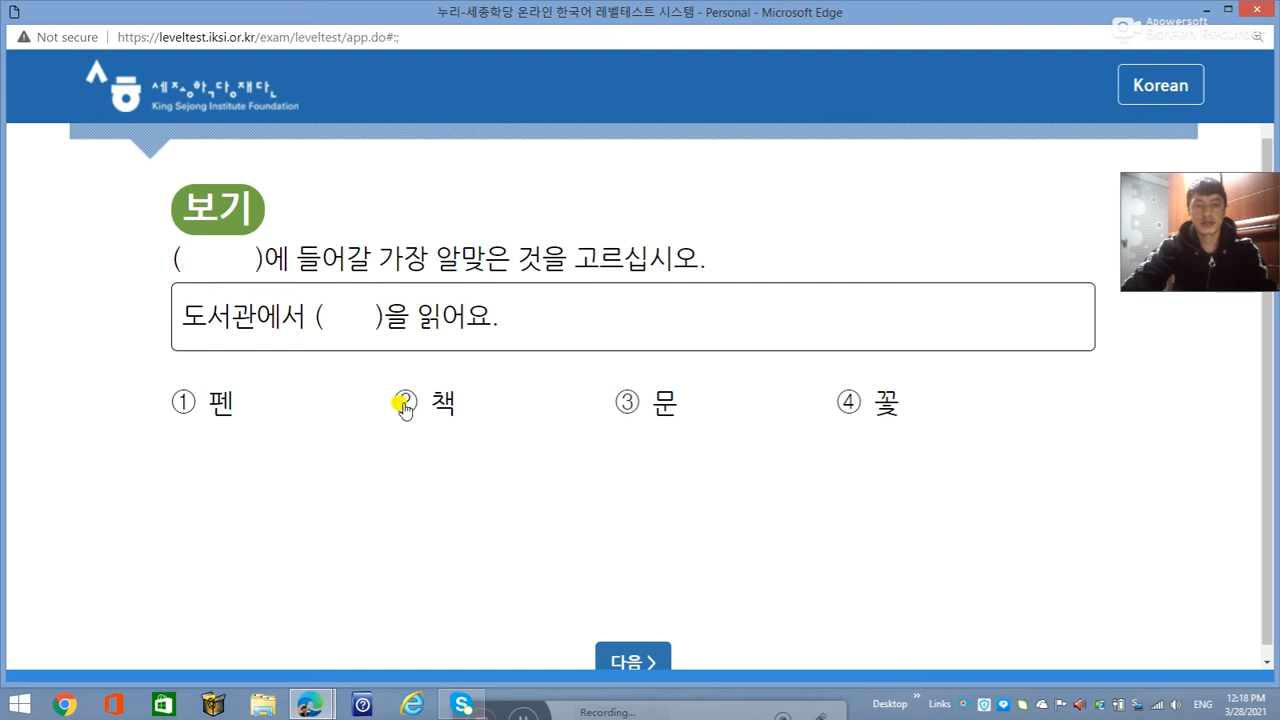 누리-세종학당 온라인 한국어 레벨테스트 시스템 - Personal - Microsoft Edge
Apowersoft
Screen Recorder
Not secure https://leveltest.iksi.or.kr/exam/leveltest/app.do#:;
세종학당재단
King Sejong Institute Foundation
Korean
보기
( )에 들어갈 가장 알맞은 것을 고르십시오.
도서관에서 ( )을 읽어요.
① 펜 ② 책 ③ 문 ④ 꽃
다음 >
Recording...
Desktop » Links
ENG
12:18 PM
3/28/2021